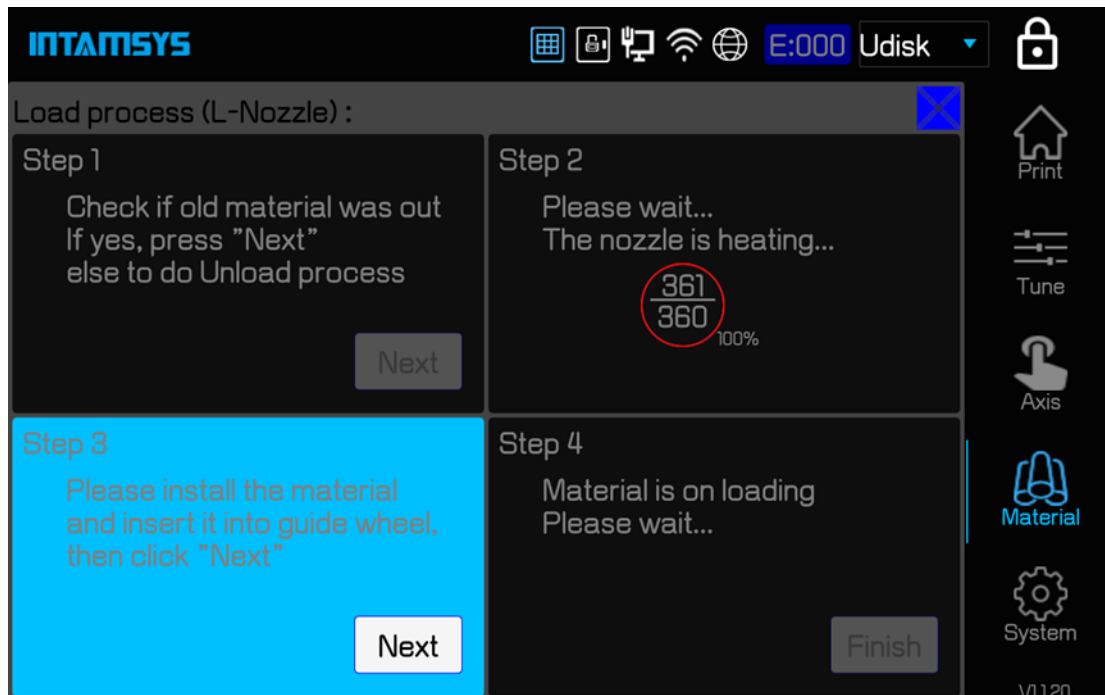 INTAMSYS
E:000 Udisk
Load process (L-Nozzle) :
Step 1
Check if old material was out
If yes, press "Next"
else to do Unload process
Next
Step 2
Please wait...
The nozzle is heating...
361
360
100%
Step 3
Please install the material
and insert it into guide wheel,
then click "Next"
Next
Step 4
Material is on loading
Please wait...
Finish
Print
Tune
Axis
Material
System